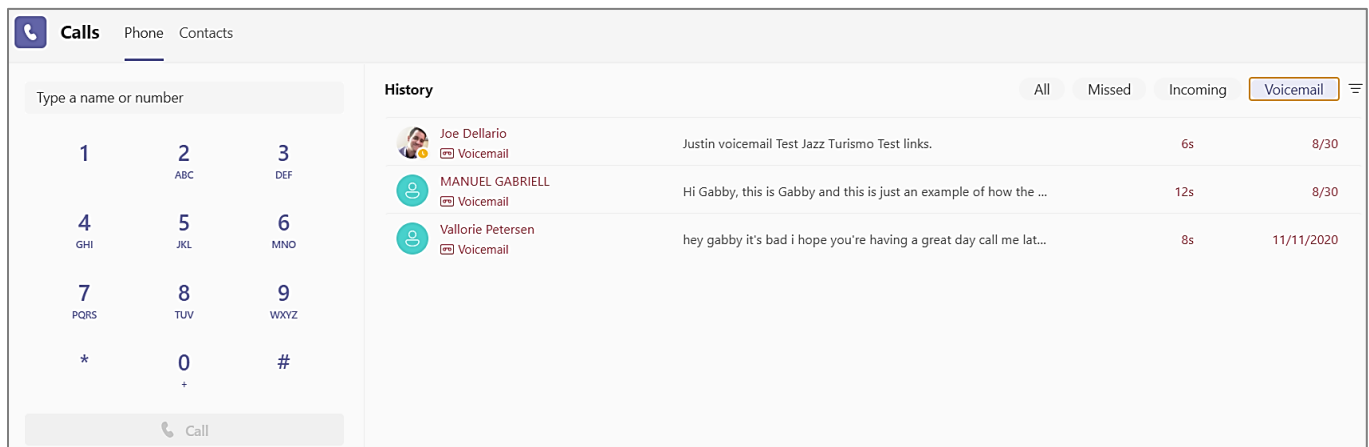 Calls Phone Contacts
Type a name or number
1 2 3
ABC DEF
4 5 6
GHI JKL MNO
7 8 9
PQRS TUV WXYZ
* 0 #
+
Call
History All Missed Incoming Voicemail
Joe Dellario
Voicemail
Justin voicemail Test Jazz Turismo Test links. 6s 8/30
MANUEL GABRIELL
Voicemail
Hi Gabby, this is Gabby and this is just an example of how the ... 12s 8/30
Vallorie Petersen
Voicemail
hey gabby it's bad i hope you're having a great day call me lat... 8s 11/11/2020